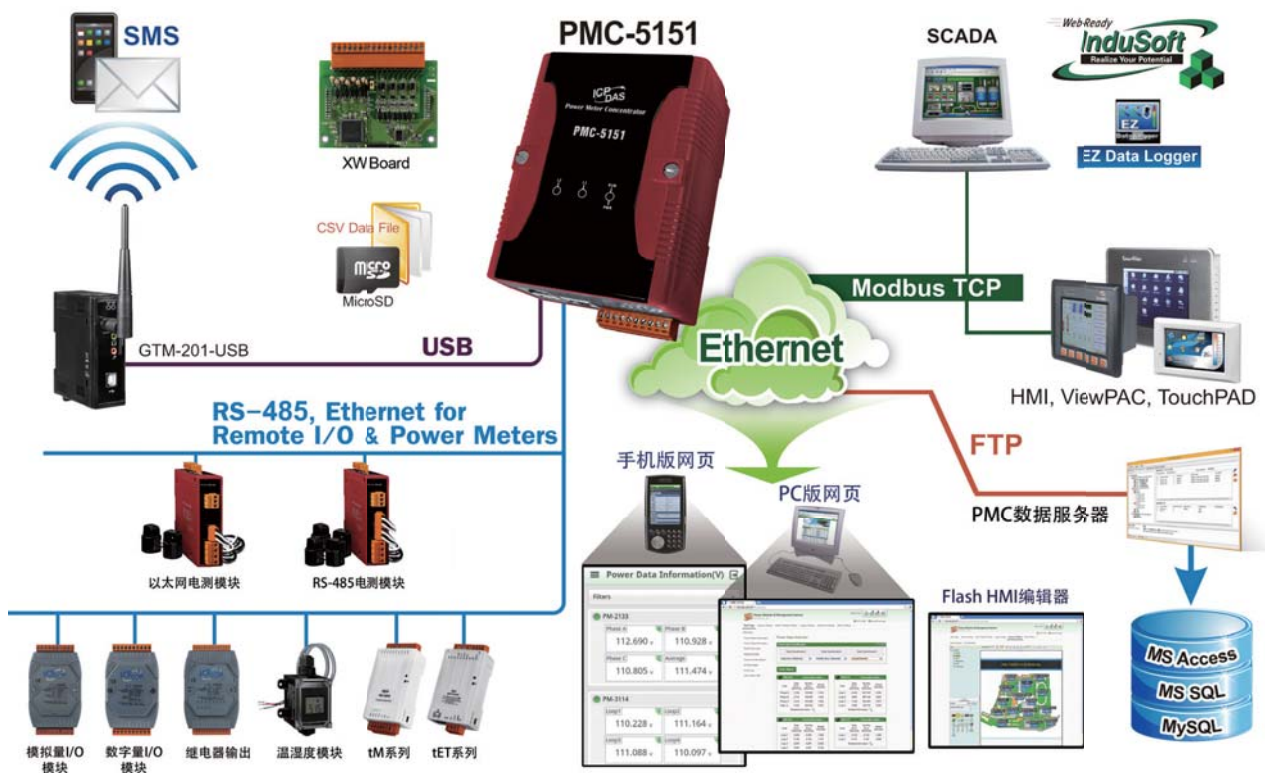 SMS
PMC-5151
SCADA
Web-Ready
InduSoft
Realize Your Potential
ICP DAS
Power Meter Concentrator
PMC-5151
XW Board
EZ
EZ Data Logger
CSV Data File
Micro SD
MicroSD
Modbus TCP
GTM-201-USB
USB
Ethernet
HMI, ViewPAC, TouchPAD
RS-485, Ethernet for
Remote I/O & Power Meters
FTP
手机版网页
PC版网页
PMC数据服务器
以太网电测模块
RS-485电测模块
Power Data Information(V)
Filters
PM-2133
Phase A
Phase B
112.690 v
110.928 v
Phase C
Average
110.805 v
111.474 v
PM-3114
Loop1
Loop2
110.228 v
111.164 v
Loop3
Loop4
111.088 v
110.097 v
Flash HMI编辑器
MS Access
MS SQL
MySQL
模拟量I/O
模块
数字量I/O
模块
继电器输出
温湿度模块
tM系列
tET系列